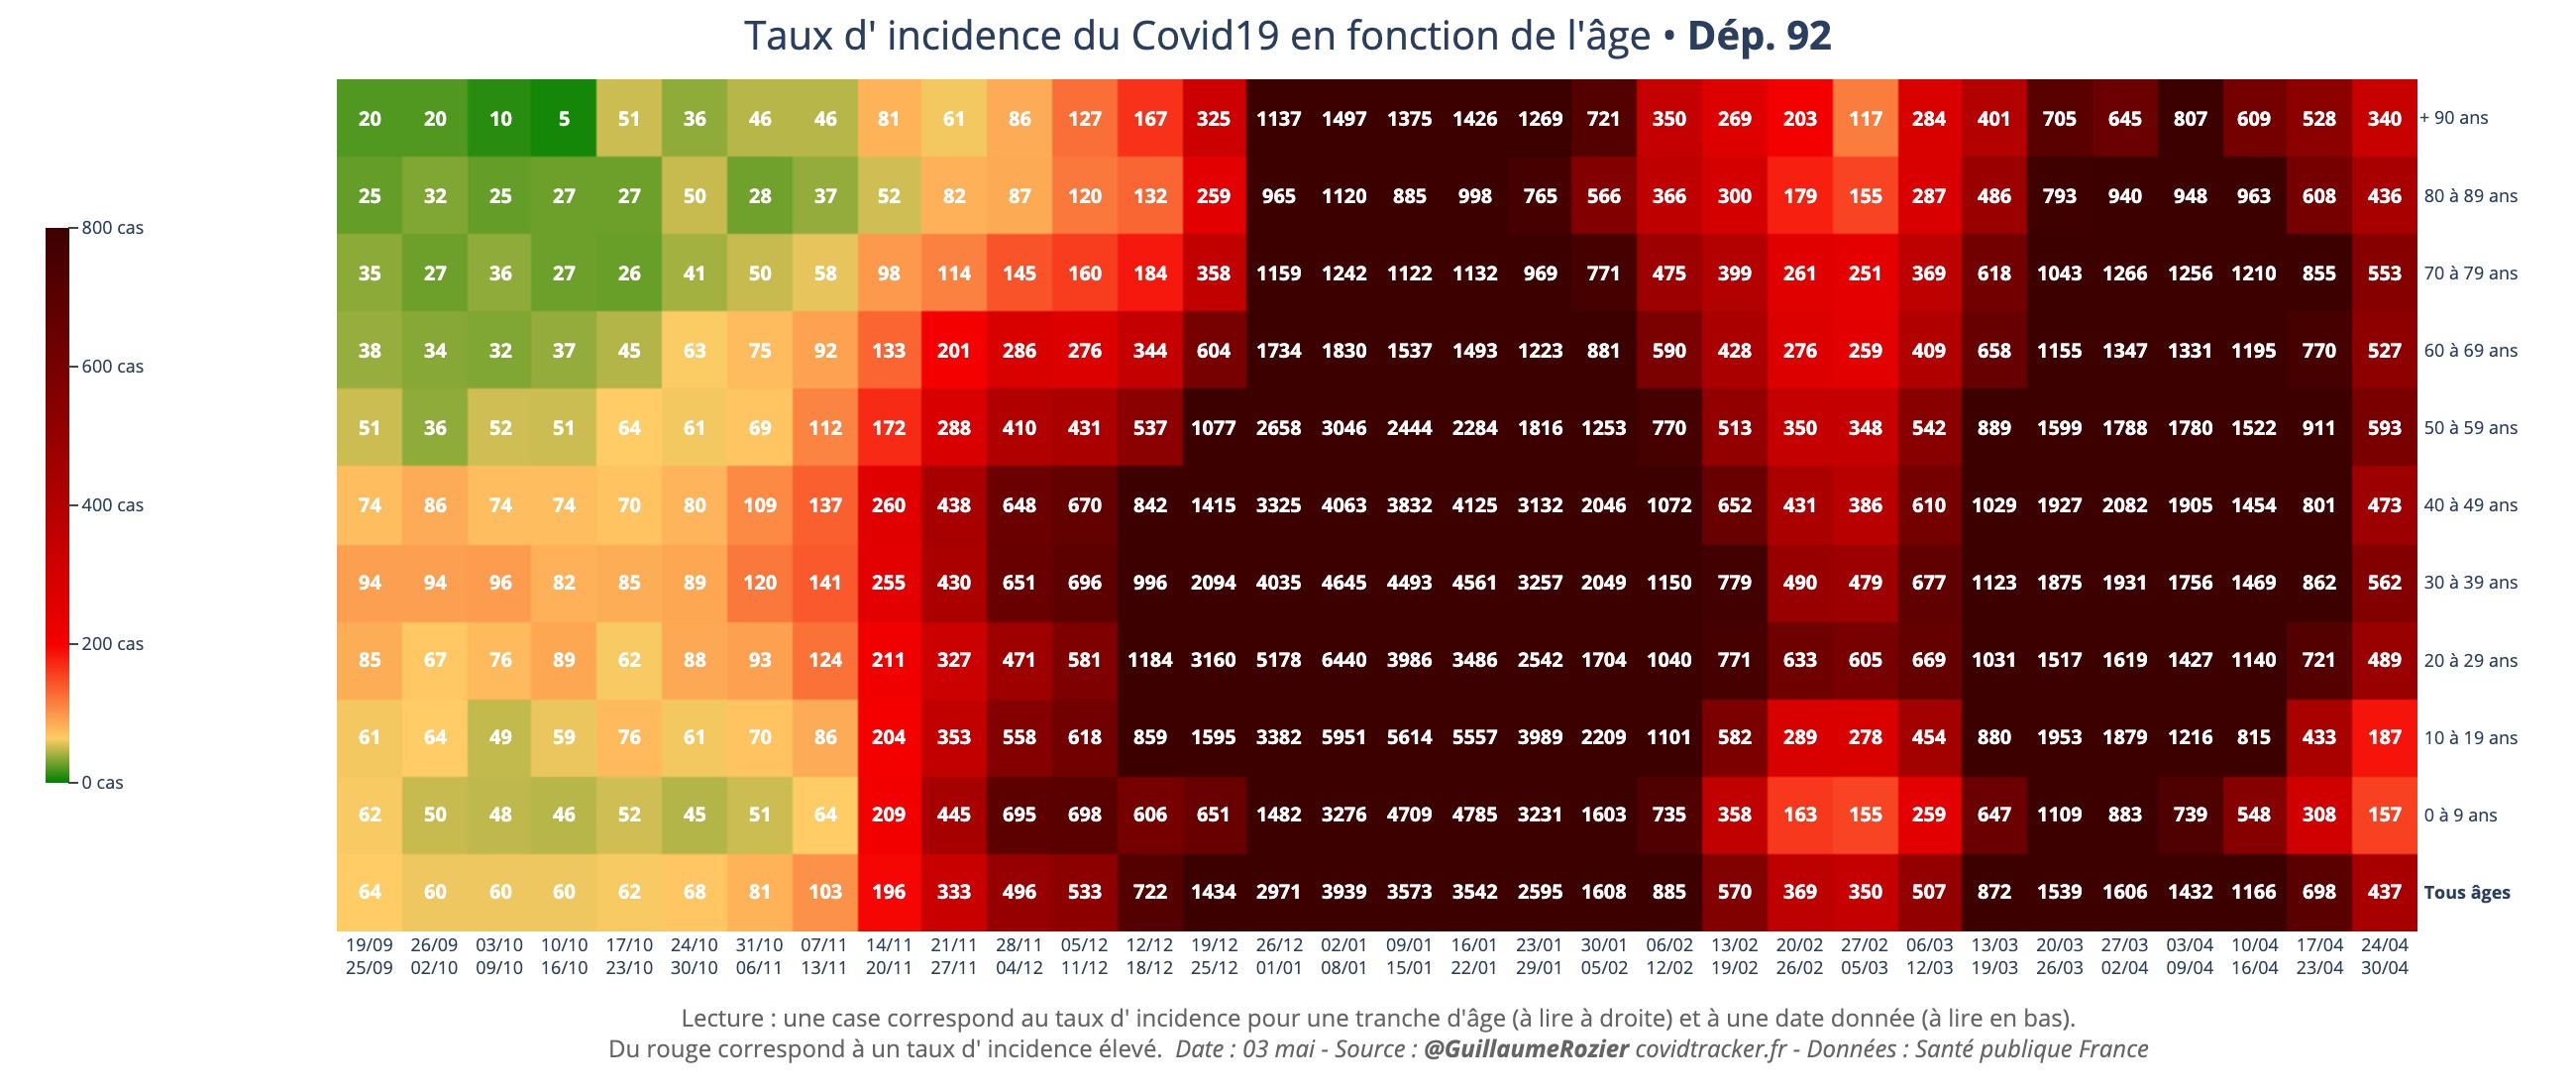 Taux d' incidence du Covid19 en fonction de l'âge • Dép. 92
20 20 10 5 51 36 46 46 81 61 86 127 167 325 1137 1497 1375 1426 1269 721 350 269 203 117 284 401 705 645 807 609 528 340 + 90 ans
25 32 25 27 27 50 28 37 52 82 87 120 132 259 965 1120 885 998 765 566 366 300 179 155 287 486 793 940 948 963 608 436 80 à 89 ans
800 cas
35 27 36 27 26 41 50 58 98 114 145 160 184 358 1159 1242 1122 1132 969 771 475 399 261 251 369 618 1043 1266 1256 1210 855 553 70 à 79 ans
38 34 32 37 45 63 75 92 133 201 286 276 344 604 1734 1830 1537 1493 1223 881 590 428 276 259 409 658 1155 1347 1331 1195 770 527 60 à 69 ans
600 cas
51 36 52 51 64 61 69 112 172 288 410 431 537 1077 2658 3046 2444 2284 1816 1253 770 513 350 348 542 889 1599 1788 1780 1522 911 593 50 à 59 ans
400 cas
74 86 74 74 70 80 109 137 260 438 648 670 842 1415 3325 4063 3832 4125 3132 2046 1072 652 431 386 610 1029 1927 2082 1905 1454 801 473 40 à 49 ans
94 94 96 82 85 89 120 141 255 430 651 696 996 2094 4035 4645 4493 4561 3257 2049 1150 779 490 479 677 1123 1875 1931 1756 1469 862 562 30 à 39 ans
200 cas
85 67 76 89 62 88 93 124 211 327 471 581 1184 3160 5178 6440 3986 3486 2542 1704 1040 771 633 605 669 1031 1517 1619 1427 1140 721 489 20 à 29 ans
61 64 49 59 76 61 70 86 204 353 558 618 859 1595 3382 5951 5614 5557 3989 2209 1101 582 289 278 454 880 1953 1879 1216 815 433 187 10 à 19 ans
0 cas
62 50 48 46 52 45 51 64 209 445 695 698 606 651 1482 3276 4709 4785 3231 1603 735 358 163 155 259 647 1109 883 739 548 308 157 0 à 9 ans
64 60 60 60 62 68 81 103 196 333 496 533 722 1434 2971 3939 3573 3542 2595 1608 885 570 369 350 507 872 1539 1606 1432 1166 698 437 Tous âges
19/09 26/09 03/10 10/10 17/10 24/10 31/10 07/11 14/11 21/11 28/11 05/12 12/12 19/12 26/12 02/01 09/01 16/01 23/01 30/01 06/02 13/02 20/02 27/02 06/03 13/03 20/03 27/03 03/04 10/04 17/04 24/04
25/09 02/10 09/10 16/10 23/10 30/10 06/11 13/11 20/11 27/11 04/12 11/12 18/12 25/12 01/01 08/01 15/01 22/01 29/01 05/02 12/02 19/02 26/02 05/03 12/03 19/03 26/03 02/04 09/04 16/04 23/04 30/04
Lecture : une case correspond au taux d' incidence pour une tranche d'âge (à lire à droite) et à une date donnée (à lire en bas).
Du rouge correspond à un taux d' incidence élevé. Date : 03 mai - Source : @GuillaumeRozier covidtracker.fr - Données : Santé publique France